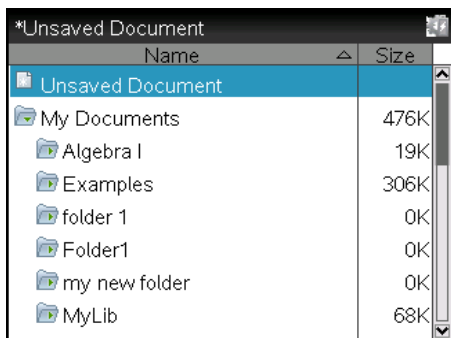 *Unsaved Document
Name Size
Unsaved Document
My Documents 476K
Algebra I 19K
Examples 306K
folder 1 0K
Folder1 0K
my new folder 0K
MyLib 68K